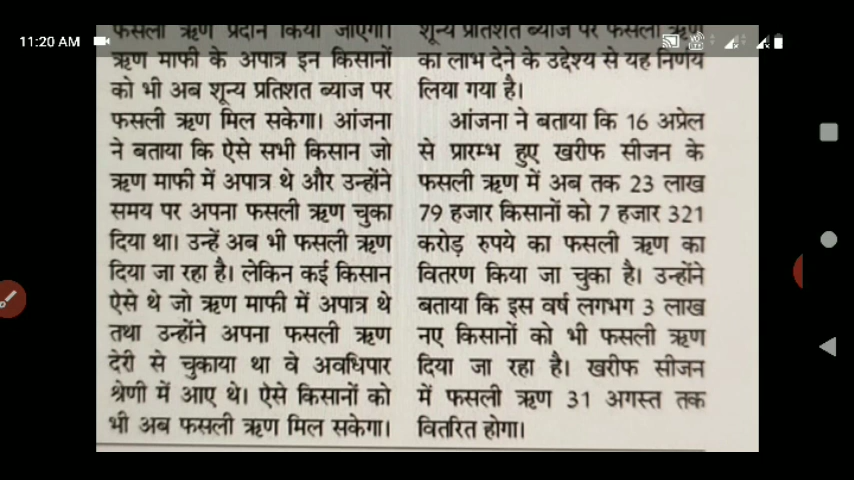 11:20 AM
फसली ऋण प्रदान किया जाएगा।
ऋण माफी के अपात्र इन किसानों
को भी अब शून्य प्रतिशत ब्याज पर
फसली ऋण मिल सकेगा। आंजना
ने बताया कि ऐसे सभी किसान जो
ऋण माफी में अपात्र थे और उन्होंने
समय पर अपना फसली ऋण चुका
दिया था। उन्हें अब भी फसली ऋण
दिया जा रहा है। लेकिन कई किसान
ऐसे थे जो ऋण माफी में अपात्र थे
तथा उन्होंने अपना फसली ऋण
देरी से चुकाया था वे अवधिपार
श्रेणी में आए थे। ऐसे किसानों को
भी अब फसली ऋण मिल सकेगा।
शून्य प्रतिशत ब्याज पर फसली ऋण
का लाभ देने के उद्देश्य से यह निर्णय
लिया गया है।
आंजना ने बताया कि 16 अप्रेल
से प्रारम्भ हुए खरीफ सीजन के
फसली ऋण में अब तक 23 लाख
79 हजार किसानों को 7 हजार 321
करोड़ रुपये का फसली ऋण का
वितरण किया जा चुका है। उन्होंने
बताया कि इस वर्ष लगभग 3 लाख
नए किसानों को भी फसली ऋण
दिया जा रहा है। खरीफ सीजन
में फसली ऋण 31 अगस्त तक
वितरित होगा।